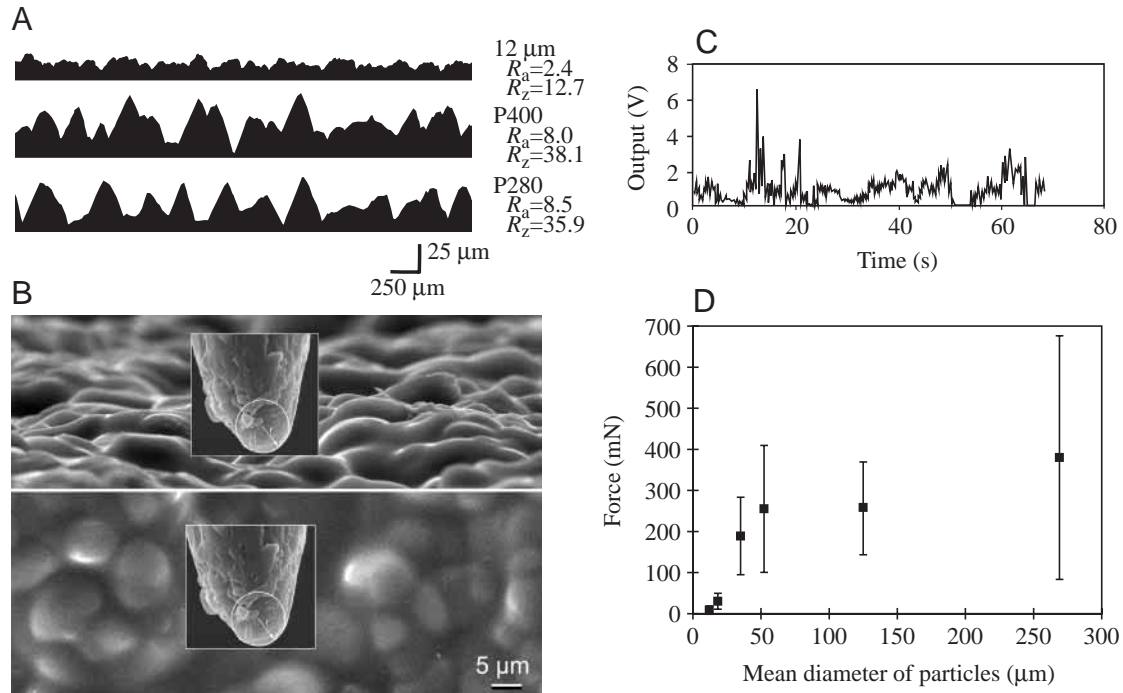 A
12 μm
Ra=2.4
Rz=12.7
P400
Ra=8.0
Rz=38.1
P280
Ra=8.5
Rz=35.9
25 μm
250 μm
B
5 μm
C
Output (V)
8
6
4
2
0
0 20 40 60 80
Time (s)
D
Force (mN)
700
600
500
400
300
200
100
0
0 50 100 150 200 250 300
Mean diameter of particles (μm)